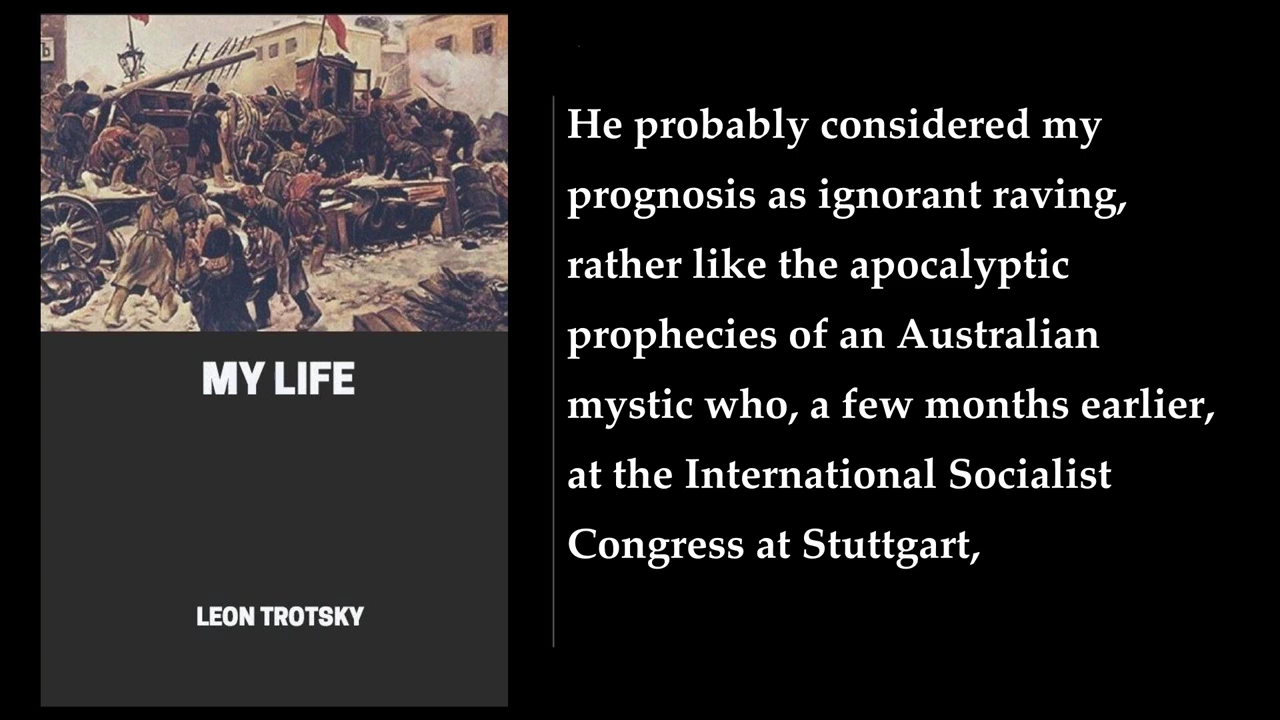 MY LIFE
LEON TROTSKY
He probably considered my
prognosis as ignorant raving,
rather like the apocalyptic
prophecies of an Australian
mystic who, a few months earlier,
at the International Socialist
Congress at Stuttgart,